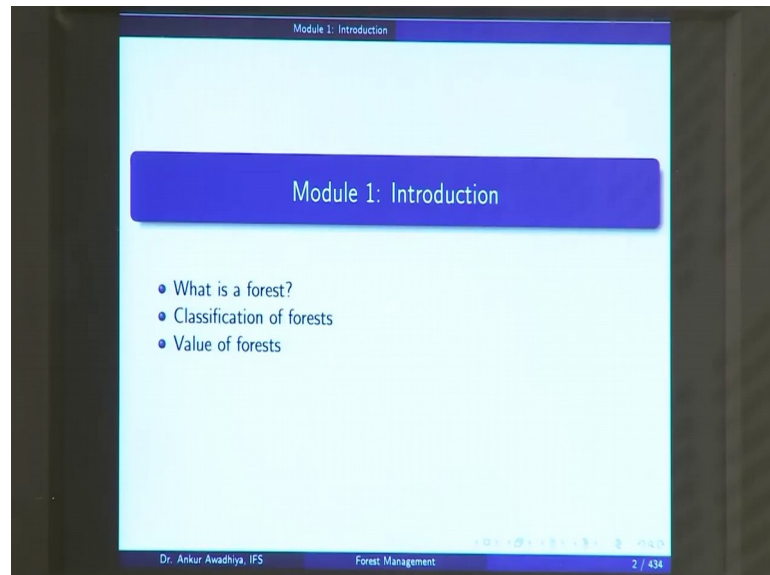 Module 1: Introduction
Module 1: Introduction
What is a forest?
Classification of forests
Value of forests
Dr. Ankur Awadhiya, IFS Forest Management 2 / 434